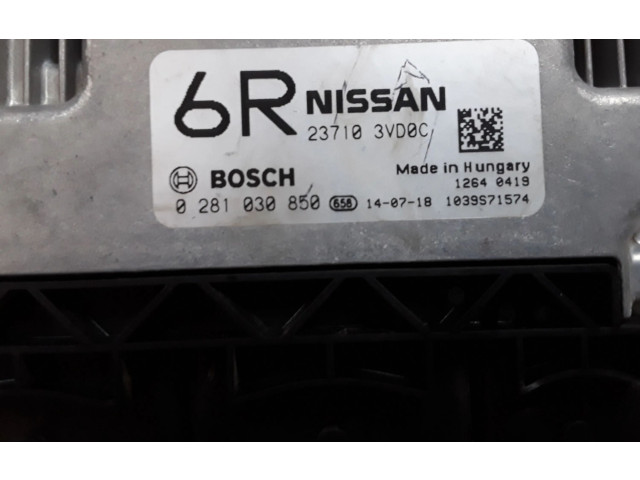 6R NISSAN
23710 3VD0C
BOSCH Made in Hungary
1264 0419
0 281 030 850 658 14-07-18 1039S71574